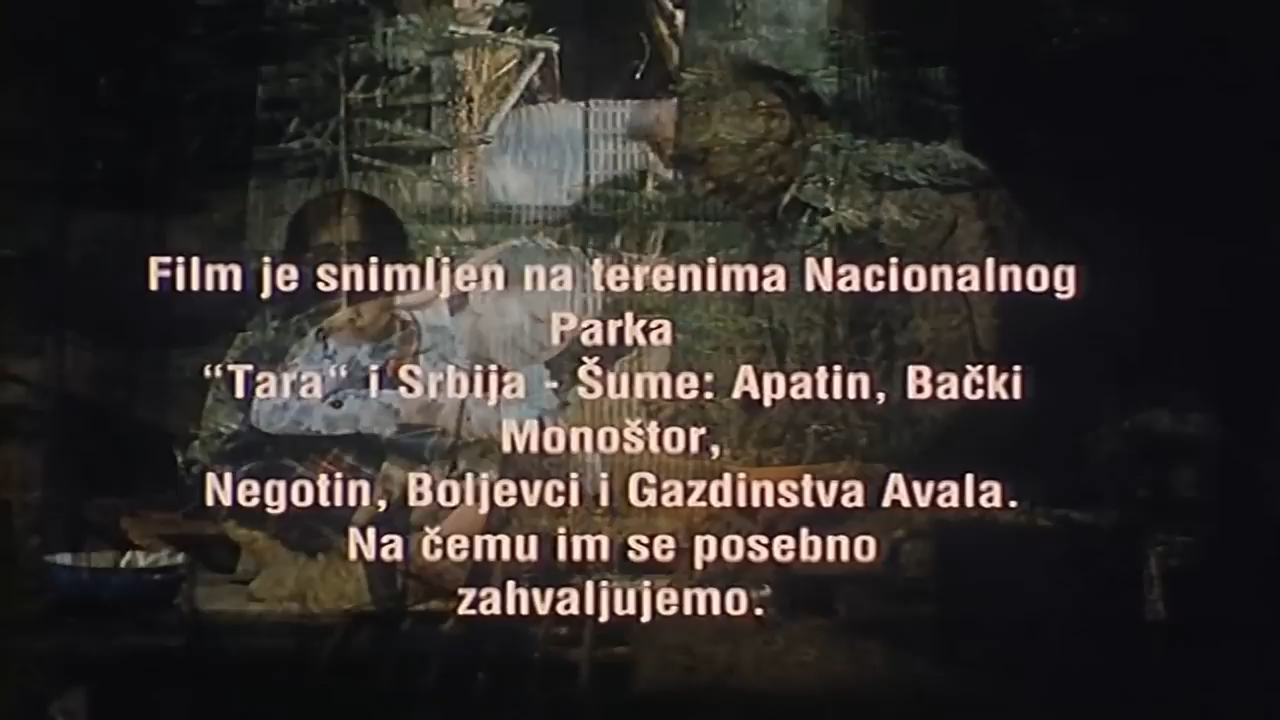 Film je snimljen na terenima Nacionalnog
Parka
“Tara“ i Srbija - Šume: Apatin, Bački
Monoštor,
Negotin, Boljevci i Gazdinstva Avala.
Na čemu im se posebno
zahvaljujemo.